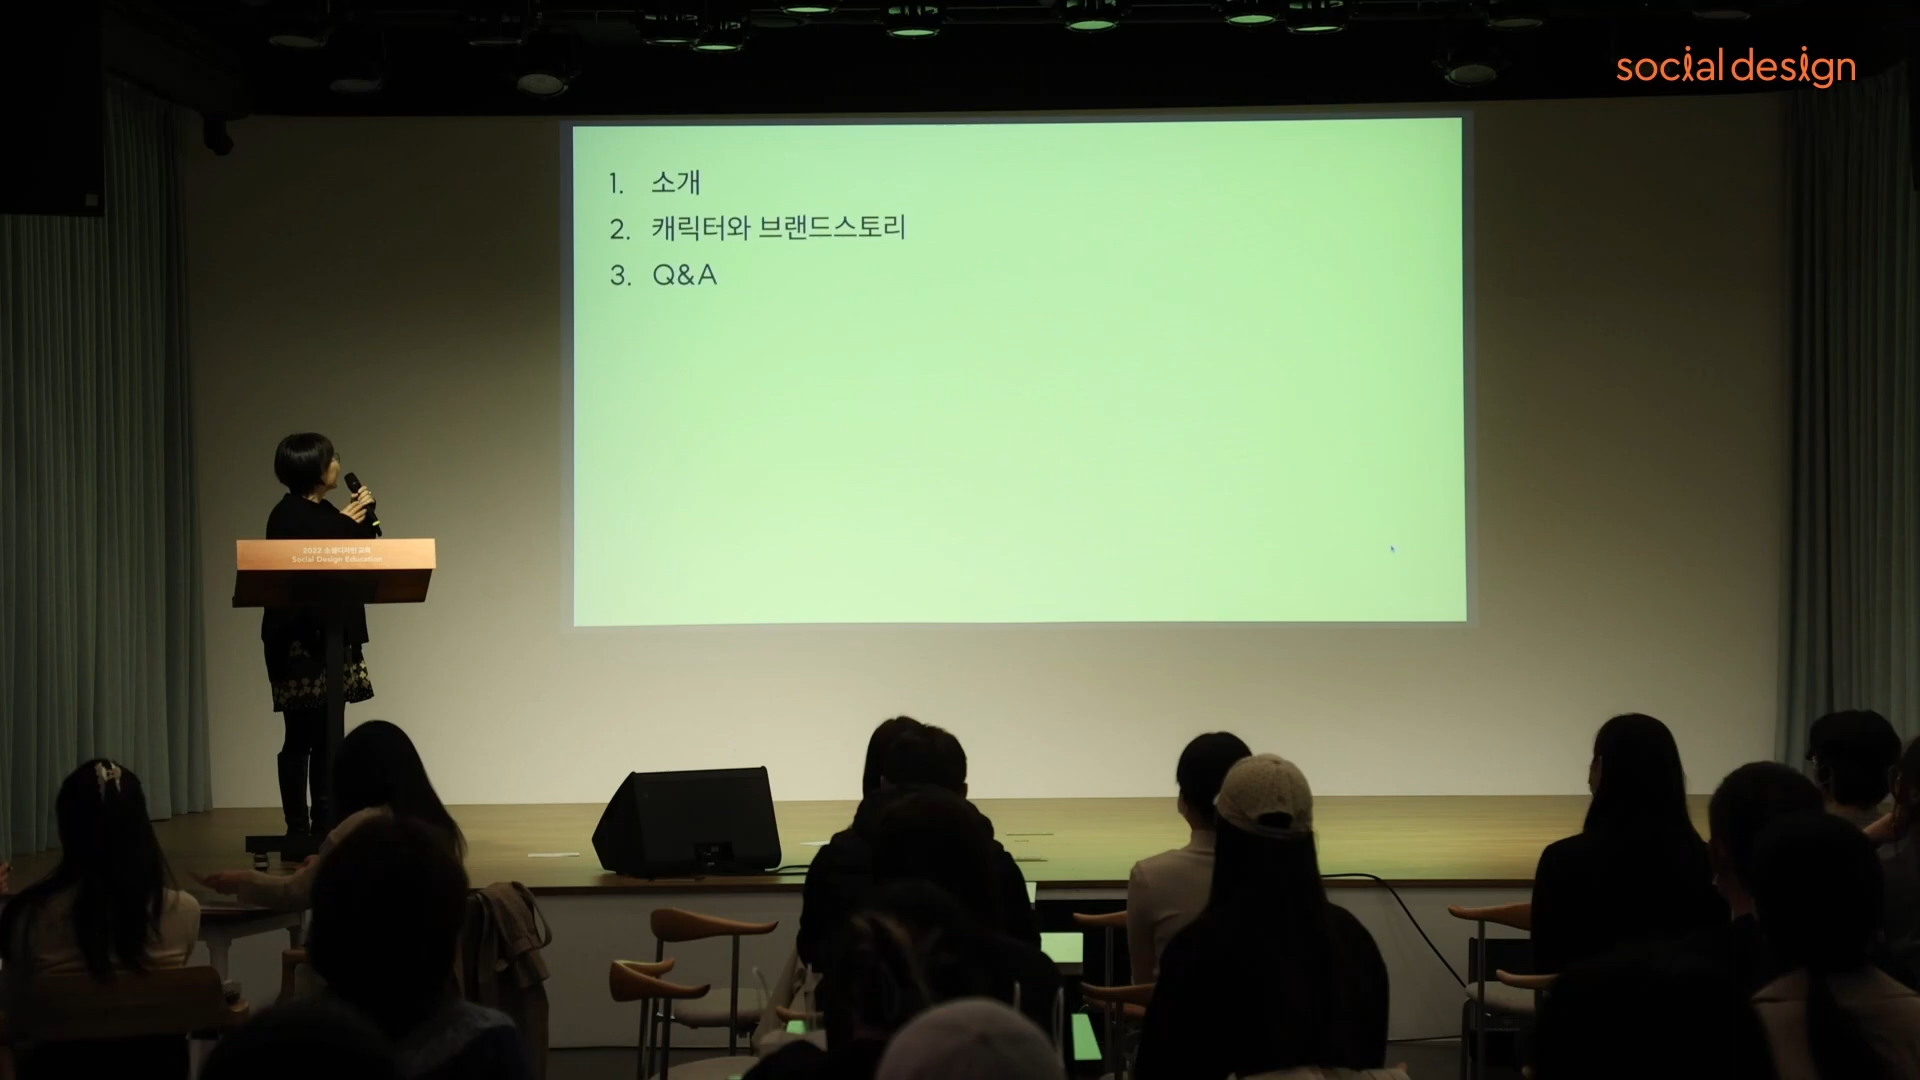 social design
1. 소개
2. 캐릭터와 브랜드스토리
3. Q&A
2022 소셜디자인 교육
Social Design Education